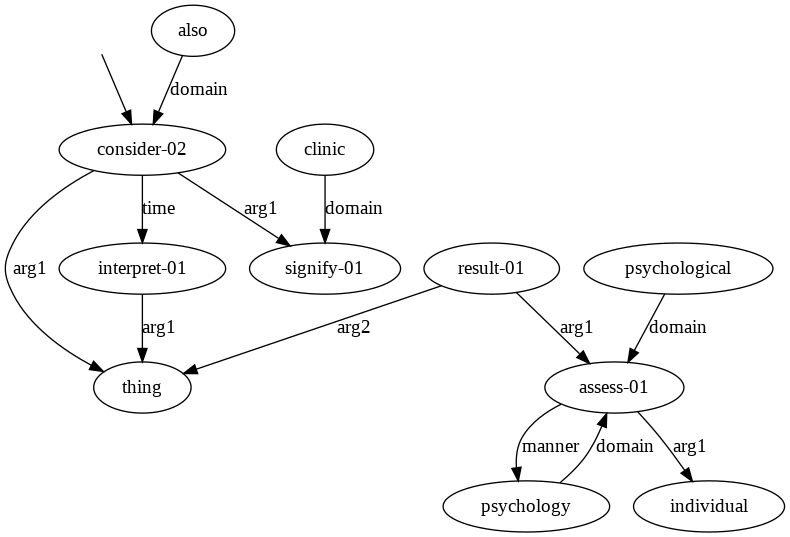 also
domain
consider-02
clinic
time
arg1
domain
arg1
interpret-01
signify-01
result-01
psychological
arg1
arg2
arg1
domain
thing
assess-01
manner
domain
arg1
psychology
individual